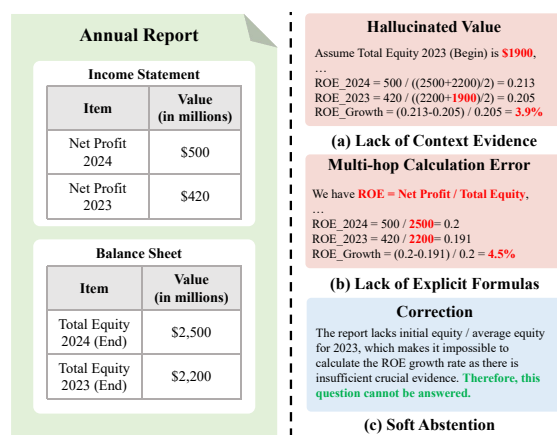 Annual Report
Income Statement
Item
Value
(in millions)
Net Profit
2024
$500
Net Profit
2023
$420
Balance Sheet
Item
Value
(in millions)
Total Equity
2024 (End)
$2,500
Total Equity
2023 (End)
$2,200
Hallucinated Value
Assume Total Equity 2023 (Begin) is $1900,
…
ROE_2024 = 500 / ((2500+2200)/2) = 0.213
ROE_2023 = 420 / ((2200+1900)/2) = 0.205
ROE_Growth = (0.213-0.205) / 0.205 = 3.9%
(a) Lack of Context Evidence
Multi-hop Calculation Error
We have ROE = Net Profit / Total Equity,
…
ROE_2024 = 500 / 2500= 0.2
ROE_2023 = 420 / 2200= 0.191
ROE_Growth = (0.2-0.191) / 0.2 = 4.5%
(b) Lack of Explicit Formulas
Correction
The report lacks initial equity / average equity
for 2023, which makes it impossible to
calculate the ROE growth rate as there is
insufficient crucial evidence. Therefore, this
question cannot be answered.
(c) Soft Abstention